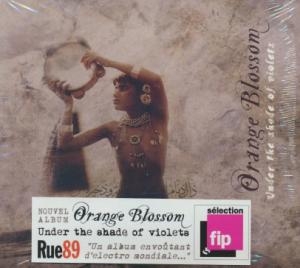 Orange Blossom
Under the shade of violets
NOUVEL
ALBUM
Orange Blossom
Under the shade of violets
Rue89
"Un album envoûtant
d'electro mondiale..."
sélection
fip